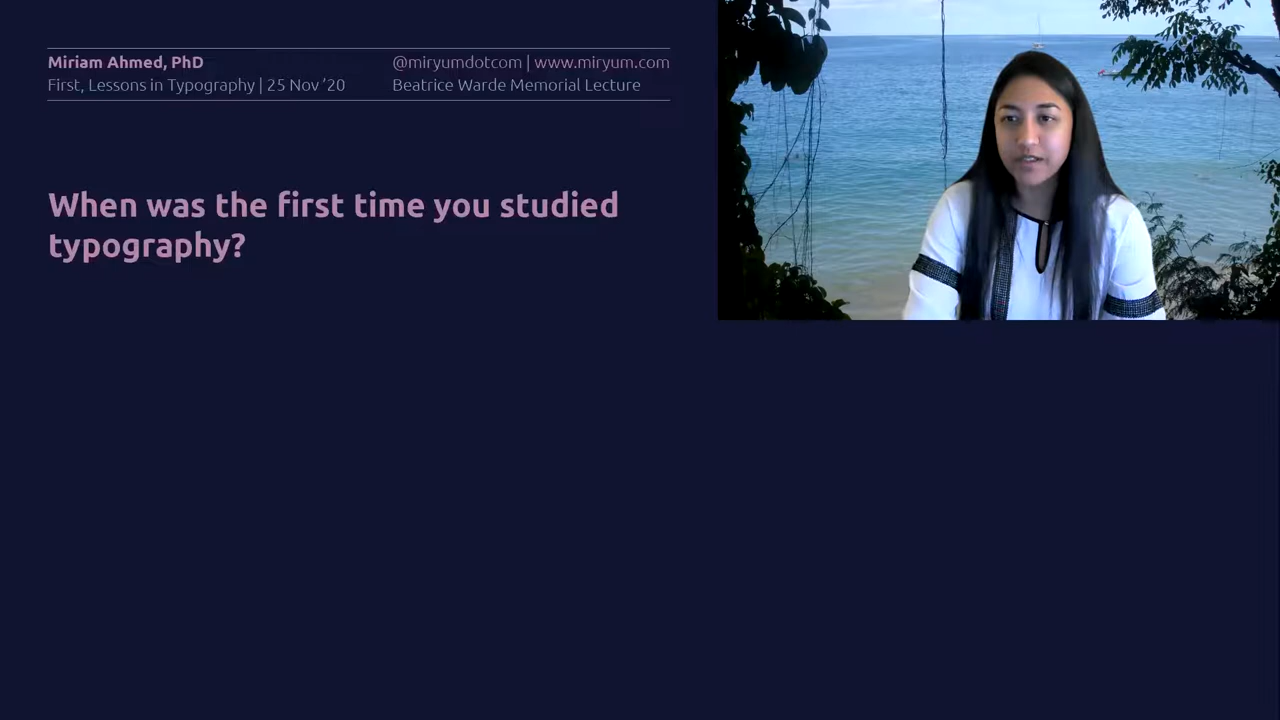 Miriam Ahmed, PhD
First, Lessons in Typography | 25 Nov ’20
@miryumdotcom | www.miryum.com
Beatrice Warde Memorial Lecture
When was the first time you studied
typography?